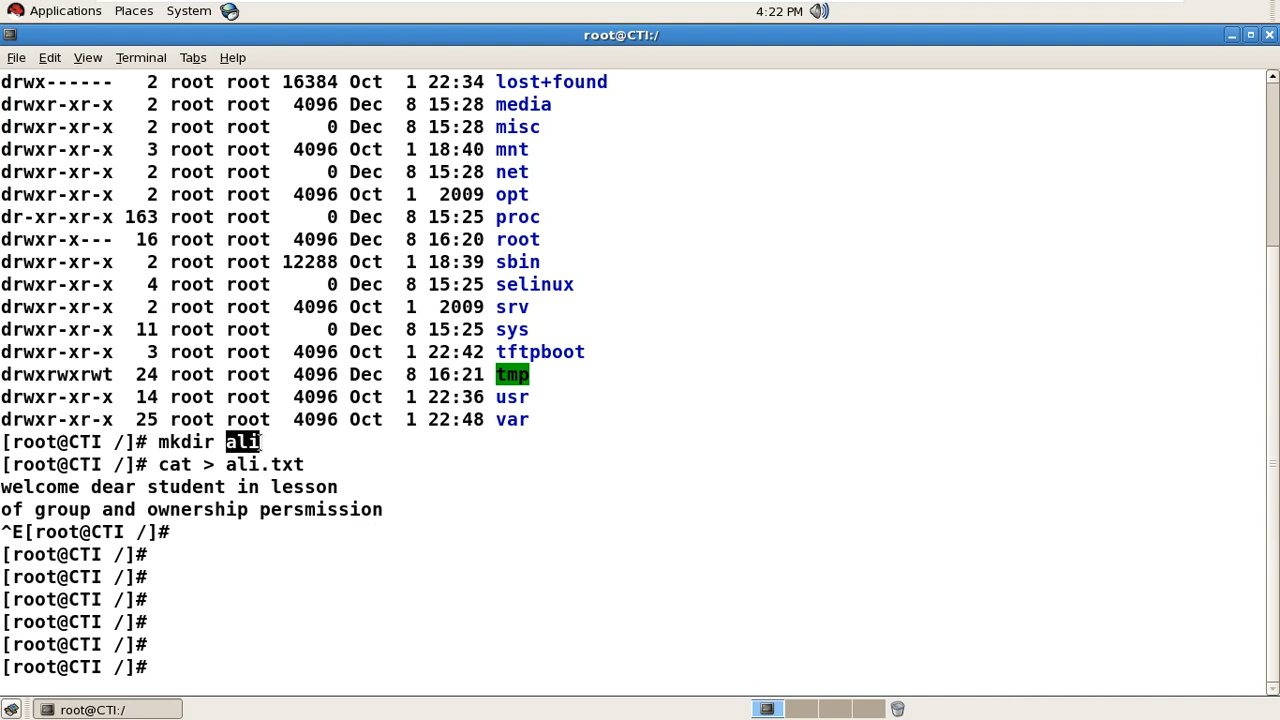 Applications Places System 4:22 PM
root@CTI:/
File Edit View Terminal Tabs Help
drwx------ 2 root root 16384 Oct 1 22:34 lost+found
drwxr-xr-x 2 root root 4096 Dec 8 15:28 media
drwxr-xr-x 2 root root 0 Dec 8 15:28 misc
drwxr-xr-x 3 root root 4096 Oct 1 18:40 mnt
drwxr-xr-x 2 root root 0 Dec 8 15:28 net
drwxr-xr-x 2 root root 4096 Oct 1 2009 opt
dr-xr-xr-x 163 root root 0 Dec 8 15:25 proc
drwxr-x--- 16 root root 4096 Dec 8 16:20 root
drwxr-xr-x 2 root root 12288 Oct 1 18:39 sbin
drwxr-xr-x 4 root root 0 Dec 8 15:25 selinux
drwxr-xr-x 2 root root 4096 Oct 1 2009 srv
drwxr-xr-x 11 root root 0 Dec 8 15:25 sys
drwxr-xr-x 3 root root 4096 Oct 1 22:42 tftpboot
drwxrwxrwt 24 root root 4096 Dec 8 16:21 tmp
drwxr-xr-x 14 root root 4096 Oct 1 22:36 usr
drwxr-xr-x 25 root root 4096 Oct 1 22:48 var
[root@CTI /]# mkdir ali
[root@CTI /]# cat > ali.txt
welcome dear student in lesson
of group and ownership persmission
^E[root@CTI /]#
[root@CTI /]#
[root@CTI /]#
[root@CTI /]#
[root@CTI /]#
[root@CTI /]#
[root@CTI /]#
root@CTI:/